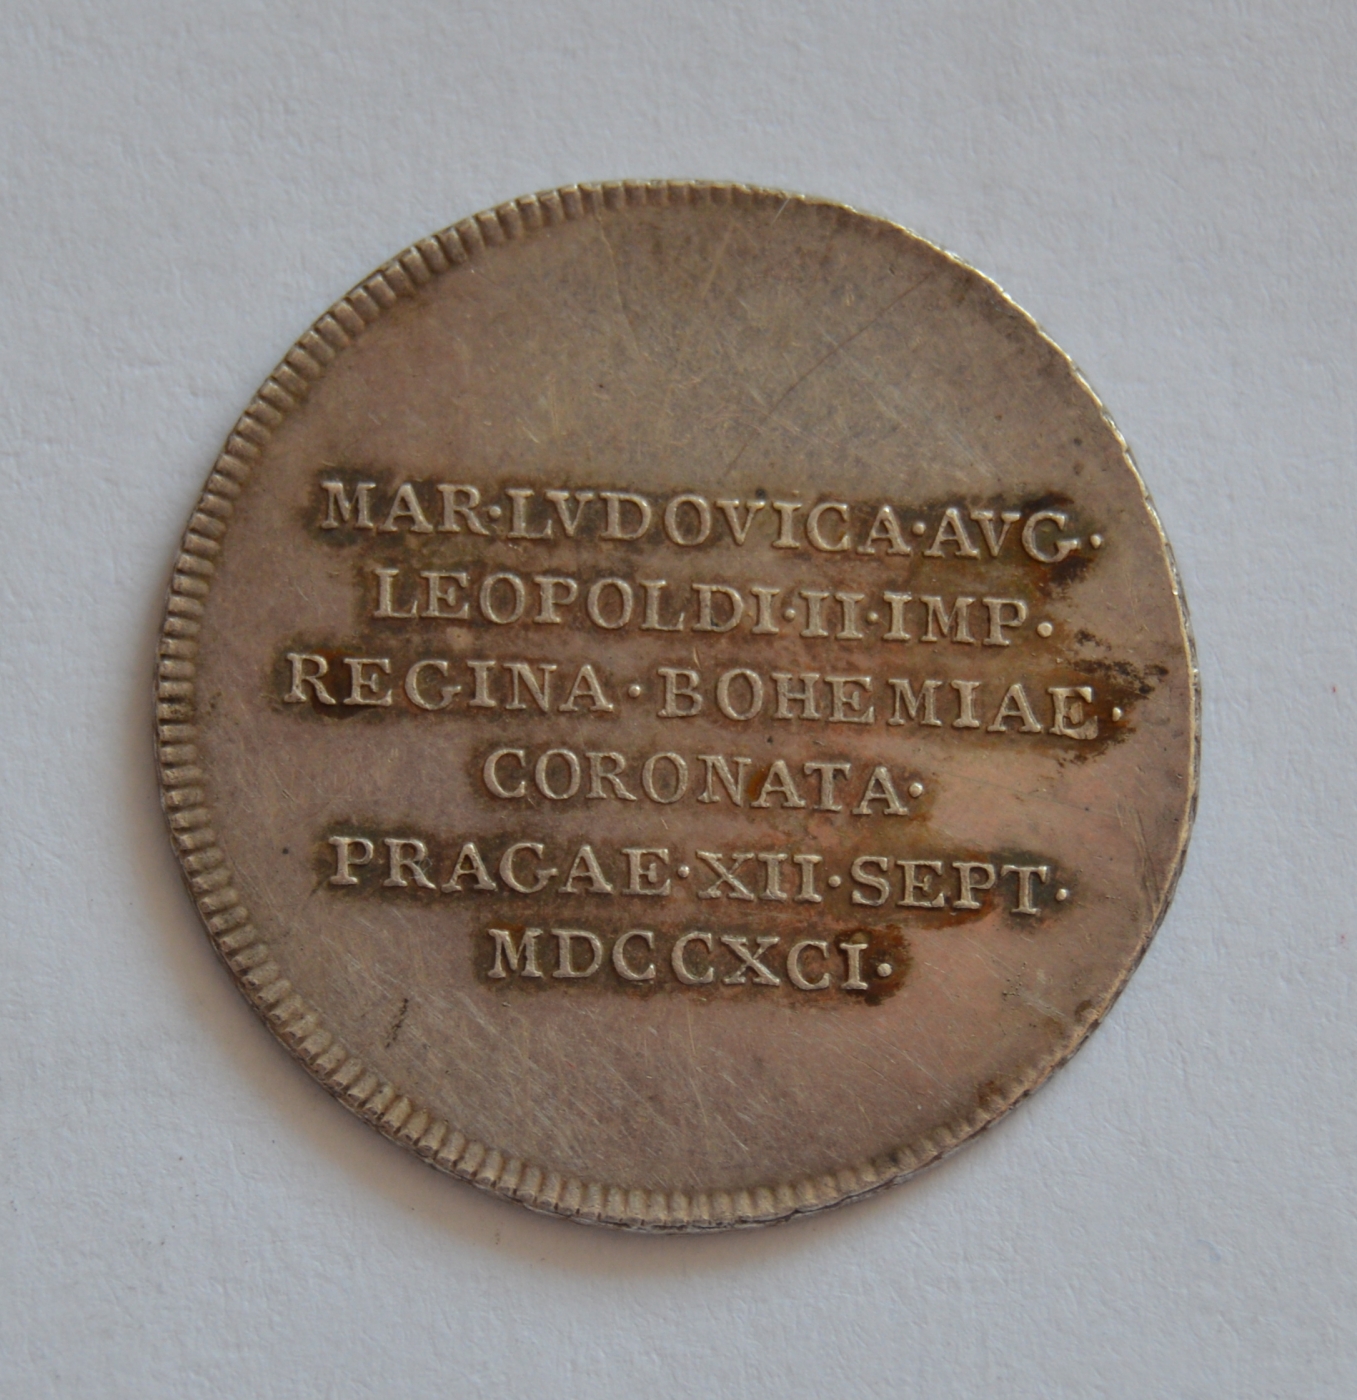 MAR·LVDOVICA·AVG·
LEOPOLDI·II·IMP·
REGINA·BOHEMIAE·
CORONATA·
PRAGAE·XII·SEPT·
MDCCXCI·